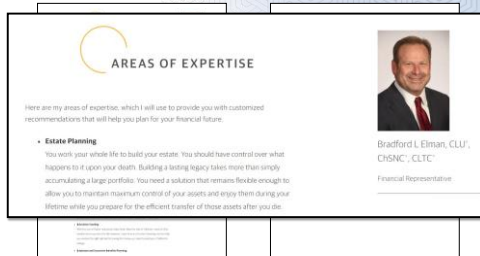 AREAS OF EXPERTISE
Here are my areas of expertise, which I will use to provide you with customized
recommendations that will help you plan for your financial future.
• Estate Planning
You work your whole life to build your estate. You should have control over what
happens to it upon your death. Building a lasting legacy takes more than simply
accumulating a large portfolio. You need a solution that remains flexible enough to
allow you to maintain maximum control of your assets and enjoy them during your
lifetime while you prepare for the efficient transfer of those assets after you die.
Bradford L Elman, CLU®,
ChSNC®, CLTC®
Financial Representative